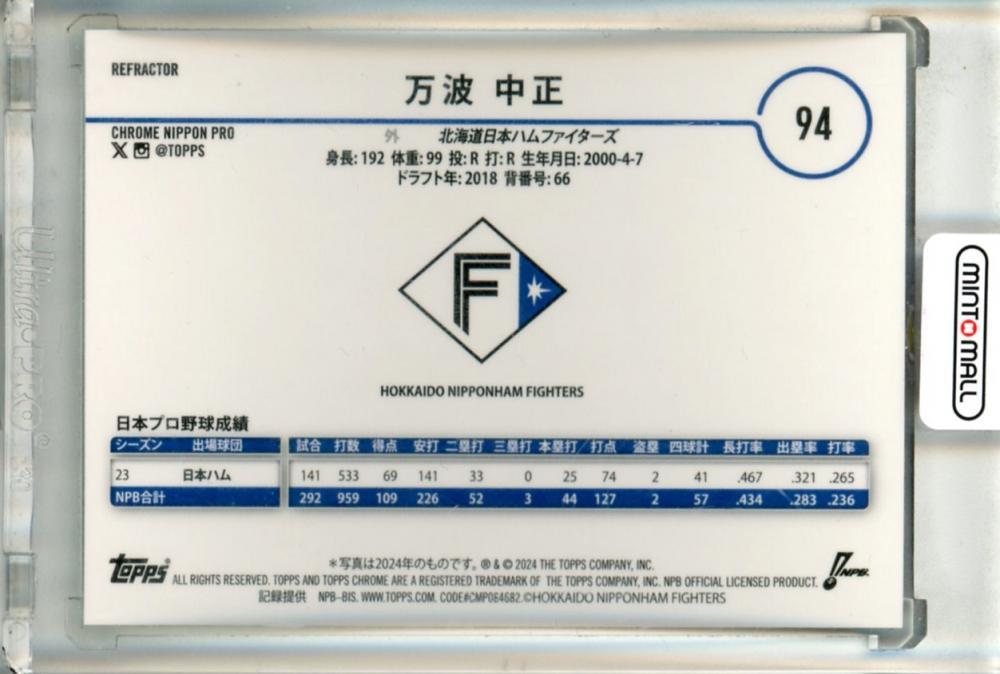 REFRACTOR
万波 中正
94
CHROME NIPPON PRO
@TOPPS
外 北海道日本ハムファイターズ
身長: 192 体重: 99 投: R 打: R 生年月日: 2000-4-7
ドラフト年: 2018 背番号: 66
F
HOKKAIDO NIPPONHAM FIGHTERS
日本プロ野球成績
シーズン 出場球団 試合 打数 得点 安打 二塁打 三塁打 本塁打 打点 盗塁 四球計 長打率 出塁率 打率
23 日本ハム 141 533 69 141 33 0 25 74 2 41 .467 .321 .265
NPB合計 292 959 109 226 52 3 44 127 2 57 .434 .283 .236
topps
*写真は2024年のものです。 ® & © 2024 THE TOPPS COMPANY, INC.
ALL RIGHTS RESERVED. TOPPS AND TOPPS CHROME ARE A REGISTERED TRADEMARK OF THE TOPPS COMPANY, INC. NPB OFFICIAL LICENSED PRODUCT.
記録提供 NPB-BIS. WWW.TOPPS.COM. CODE#CMP064682.©HOKKAIDO NIPPONHAM FIGHTERS
NPB.
Ultra·PRO®
MINT MALL